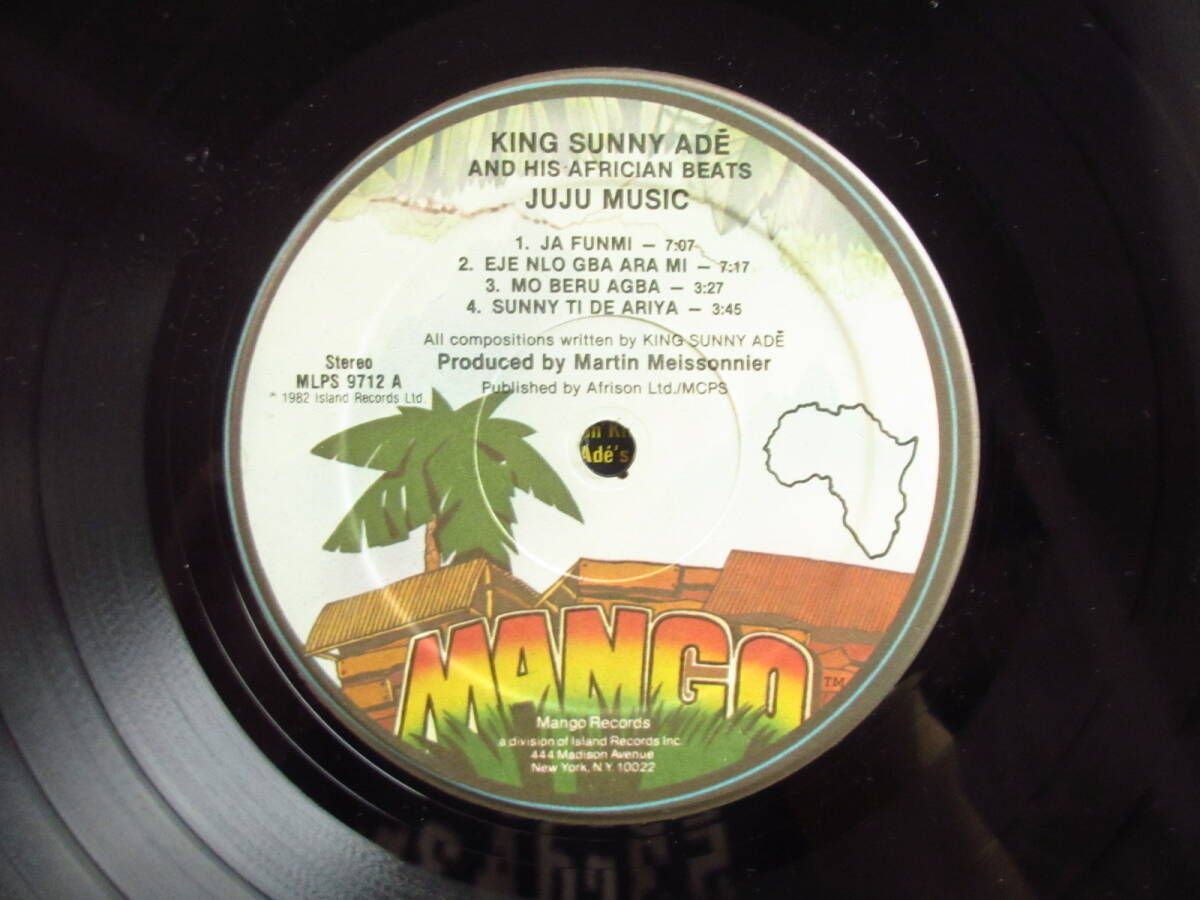 KING SUNNY ADĒ
AND HIS AFRICIAN BEATS
JUJU MUSIC
1. JA FUNMI – 7:07
2. EJE NLO GBA ARA MI – 7:17
3. MO BERU AGBA – 3:27
4. SUNNY TI DE ARIYA – 3:45
All compositions written by KING SUNNY ADĒ
Produced by Martin Meissonnier
Published by Afrison Ltd./MCPS
Stereo
MLPS 9712 A
1982 Island Records Ltd.
Adé's
MANGO
TM
Mango Records
a division of Island Records Inc.
444 Madison Avenue
New York, N.Y. 10022